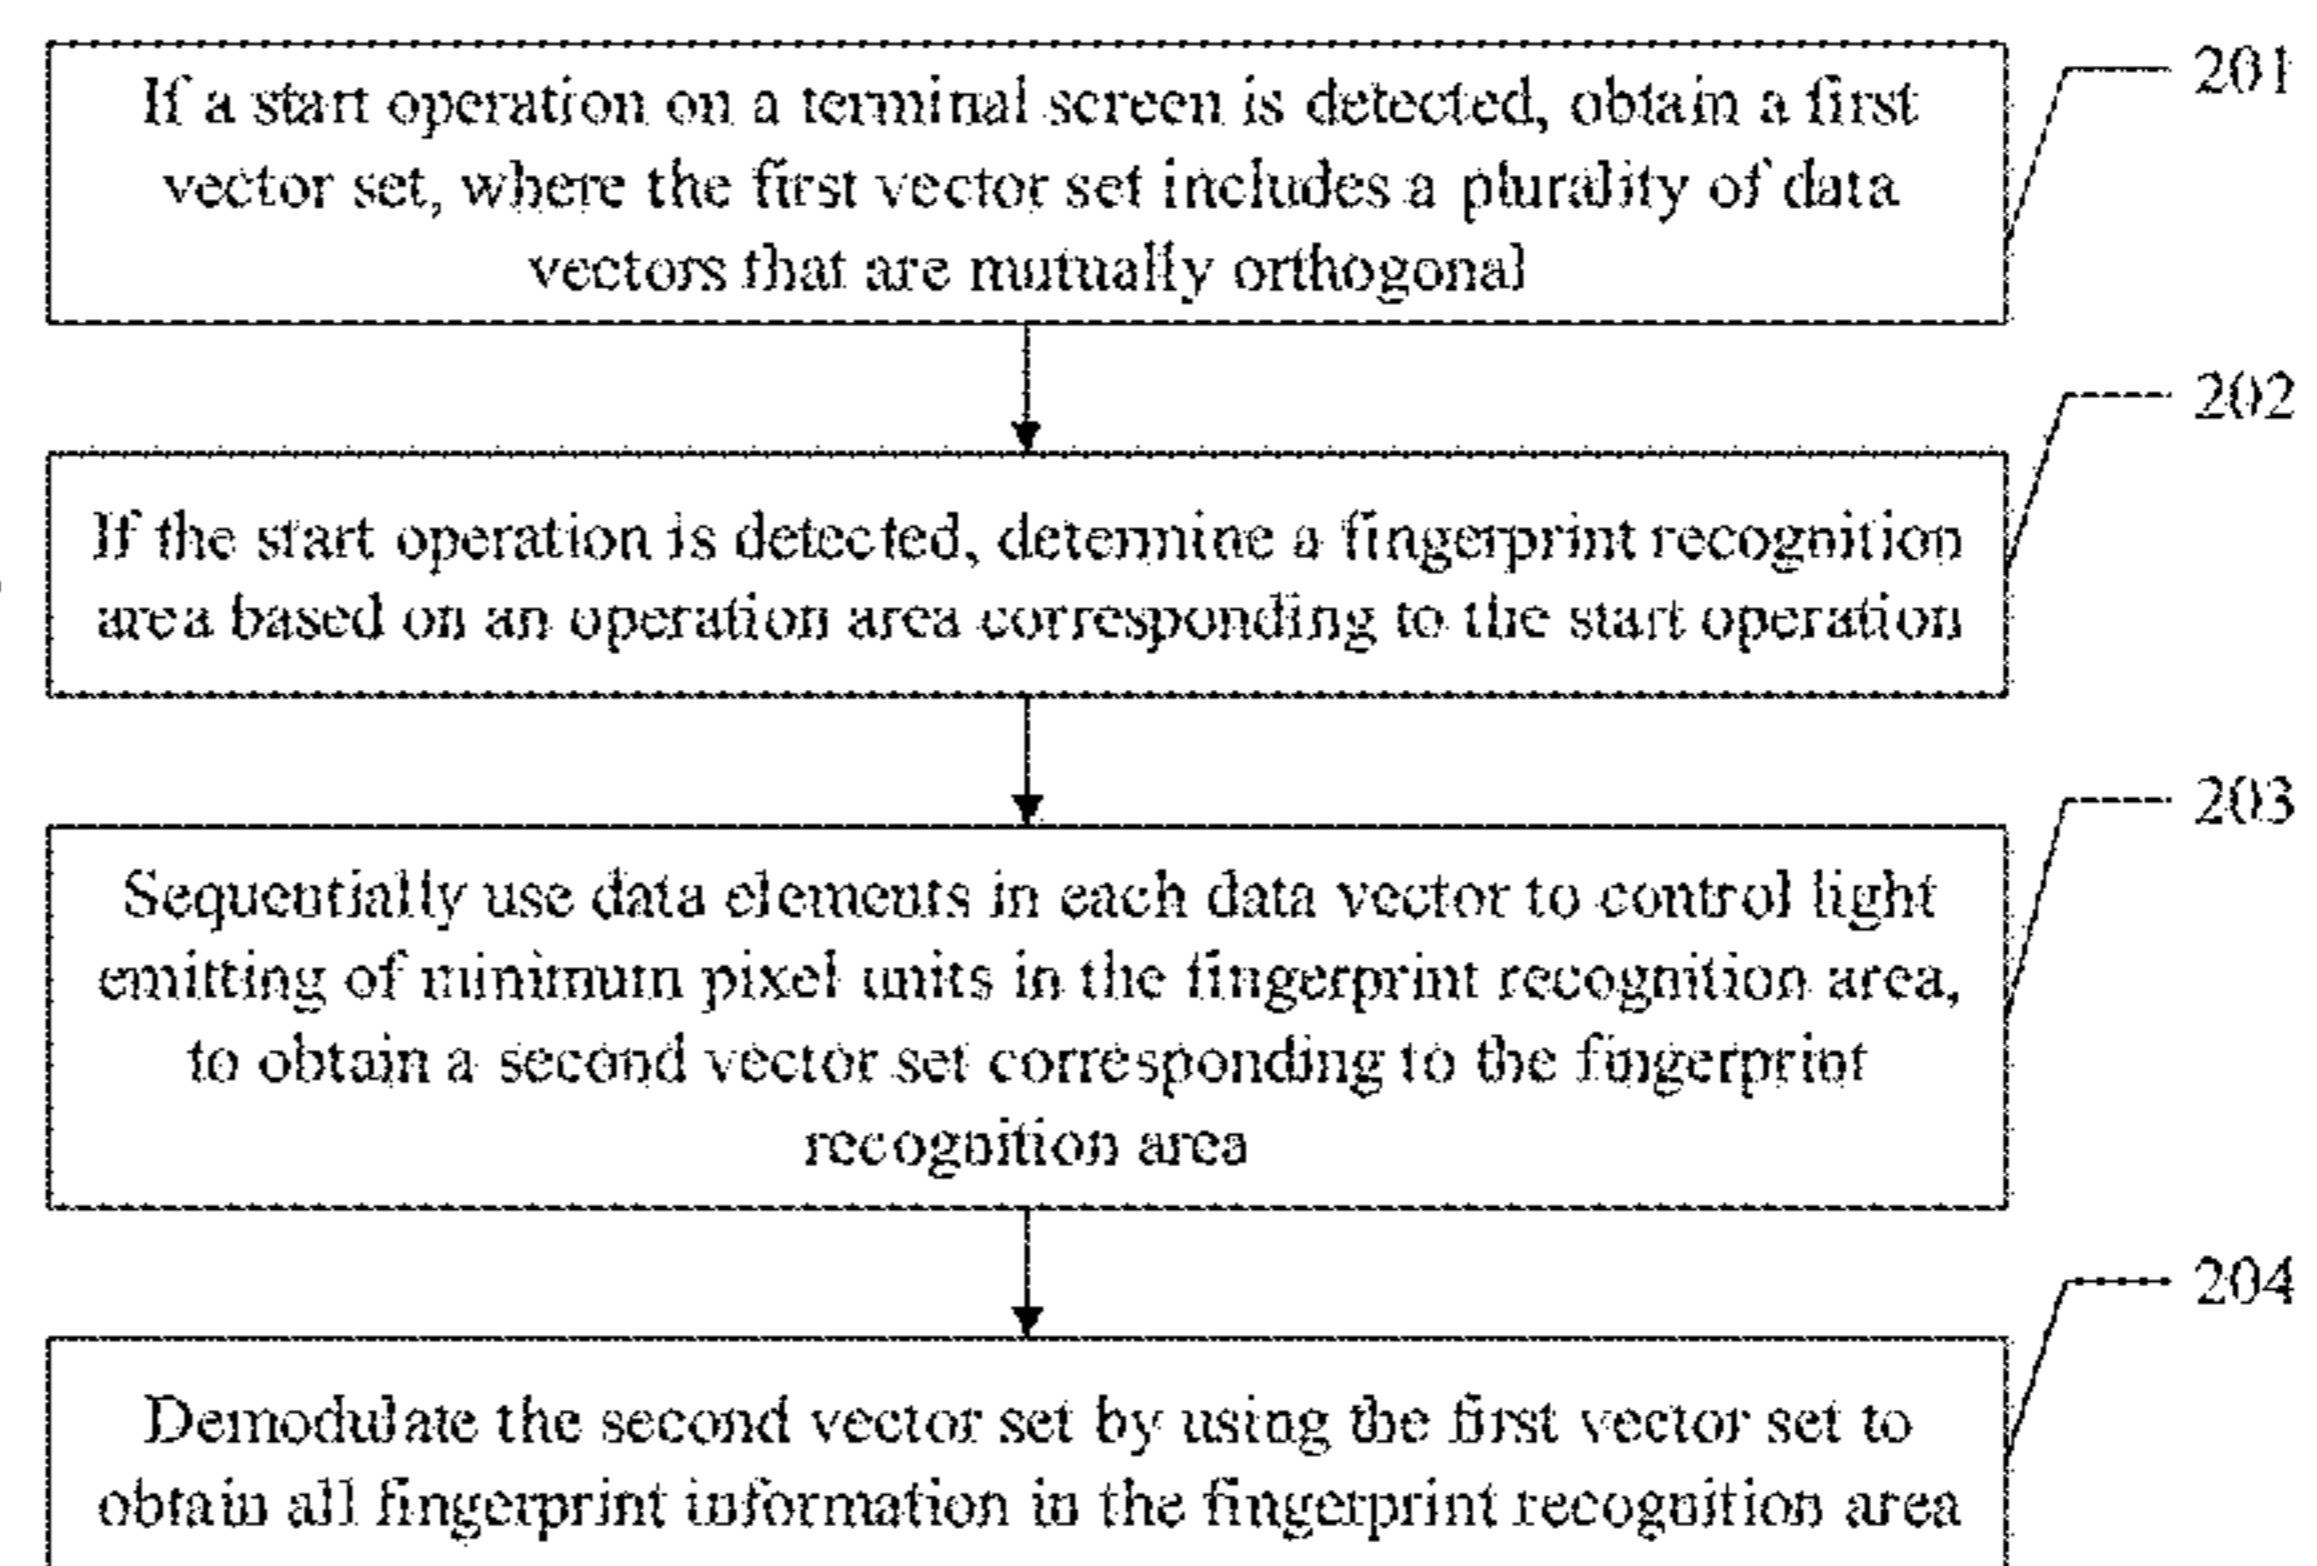 If a start operation on a terminal screen is detected, obtain a first
vector set, where the first vector set includes a plurality of data
vectors that are mutually orthogonal
201
If the start operation is detected, determine a fingerprint recognition
area based on an operation area corresponding to the start operation
202
Sequentially use data elements in each data vector to control light
emitting of minimum pixel units in the fingerprint recognition area,
to obtain a second vector set corresponding to the fingerprint
recognition area
203
Demodulate the second vector set by using the first vector set to
obtain all fingerprint information in the fingerprint recognition area
204